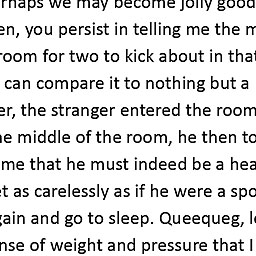 rhaps we may become jolly good
en, you persist in telling me the m
room for two to kick about in that
can compare it to nothing but a
er, the stranger entered the room
e middle of the room, he then to
me that he must indeed be a hea
t as carelessly as if he were a spo
gain and go to sleep. Queequeg, l
nse of weight and pressure that I